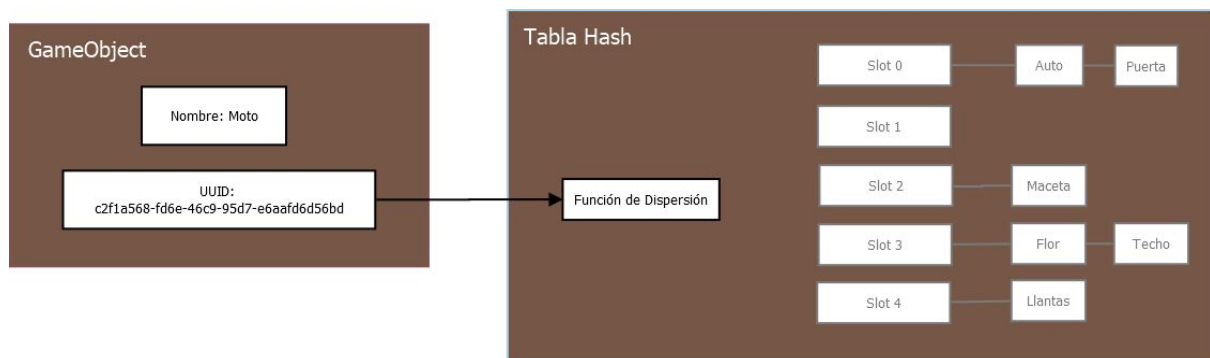 GameObject
Nombre: Moto
UUID:
c2f1a568-fd6e-46c9-95d7-e6aafd6d56bd
Tabla Hash
Función de Dispersión
Slot 0
Auto
Puerta
Slot 1
Slot 2
Maceta
Slot 3
Flor
Techo
Slot 4
Llantas